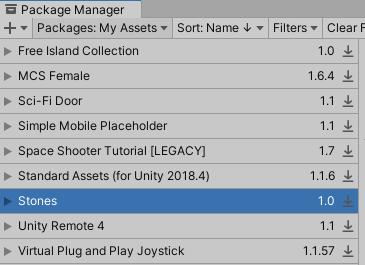 Package Manager
+ Packages: My Assets Sort: Name ↓ Filters Clear F
Free Island Collection 1.0
MCS Female 1.6.4
Sci-Fi Door 1.1
Simple Mobile Placeholder 1.1
Space Shooter Tutorial [LEGACY] 1.7
Standard Assets (for Unity 2018.4) 1.1.6
Stones 1.0
Unity Remote 4 1.1
Virtual Plug and Play Joystick 1.1.57